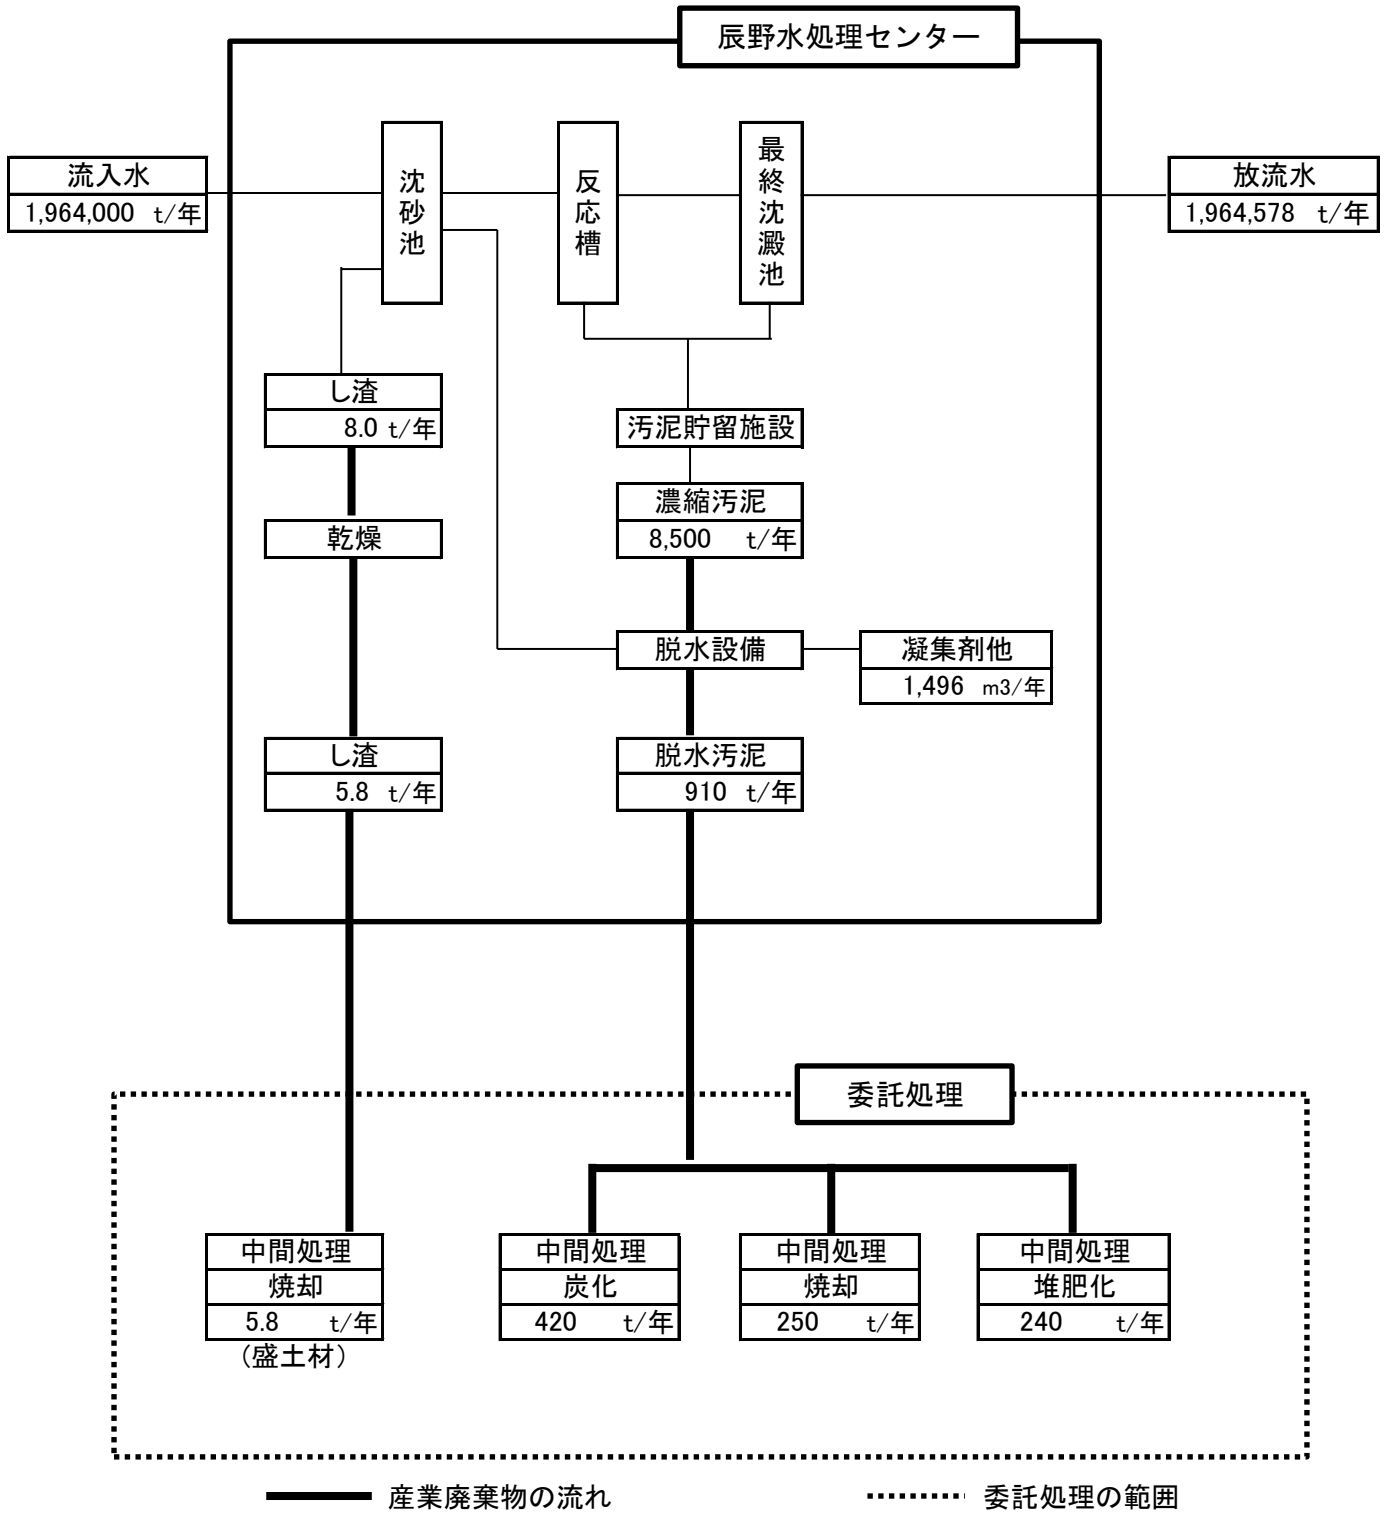 辰野水処理センター
流入水
1,964,000 t/年
沈砂池
反応槽
最終沈澱池
放流水
1,964,578 t/年
し渣
8.0 t/年
汚泥貯留施設
濃縮汚泥
8,500 t/年
乾燥
脱水設備
凝集剤他
1,496 m3/年
し渣
5.8 t/年
脱水汚泥
910 t/年
委託処理
中間処理
焼却
5.8 t/年
(盛土材)
中間処理
炭化
420 t/年
中間処理
焼却
250 t/年
中間処理
堆肥化
240 t/年
産業廃棄物の流れ
委託処理の範囲